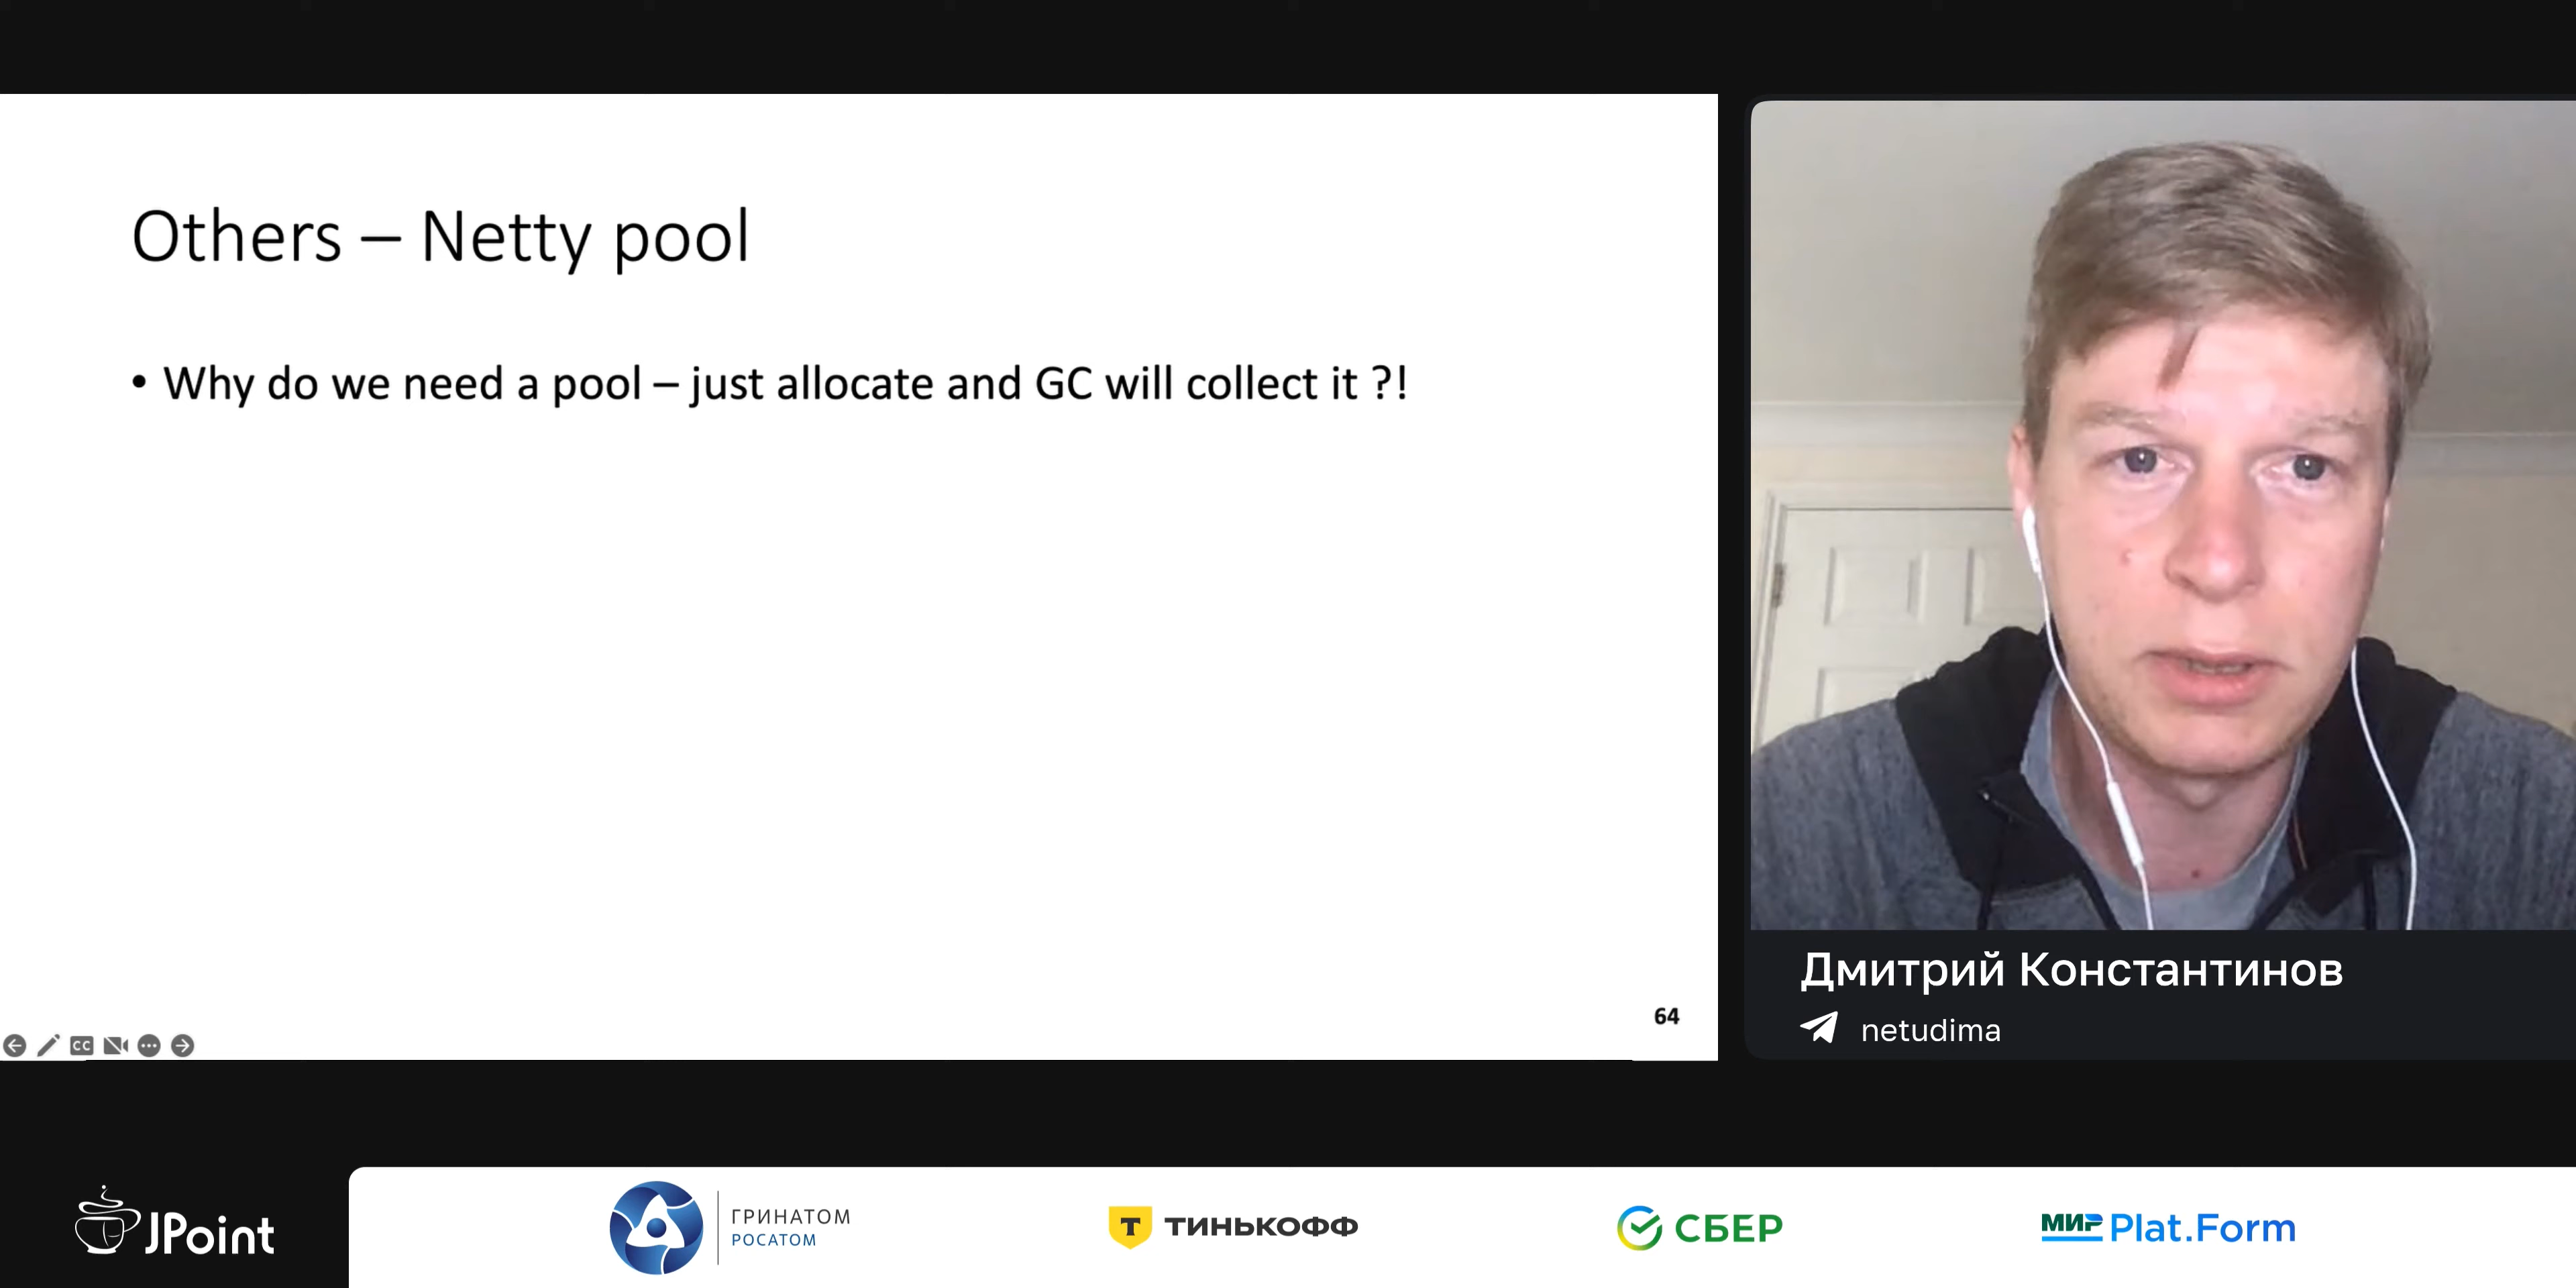 Others – Netty pool
• Why do we need a pool – just allocate and GC will collect it ?!
64
CC
Дмитрий Константинов
netudima
JPoint
ГРИНАТОМ
РОСАТОМ
Т ТИНЬКОФФ
СБЕР
МИР Plat.Form